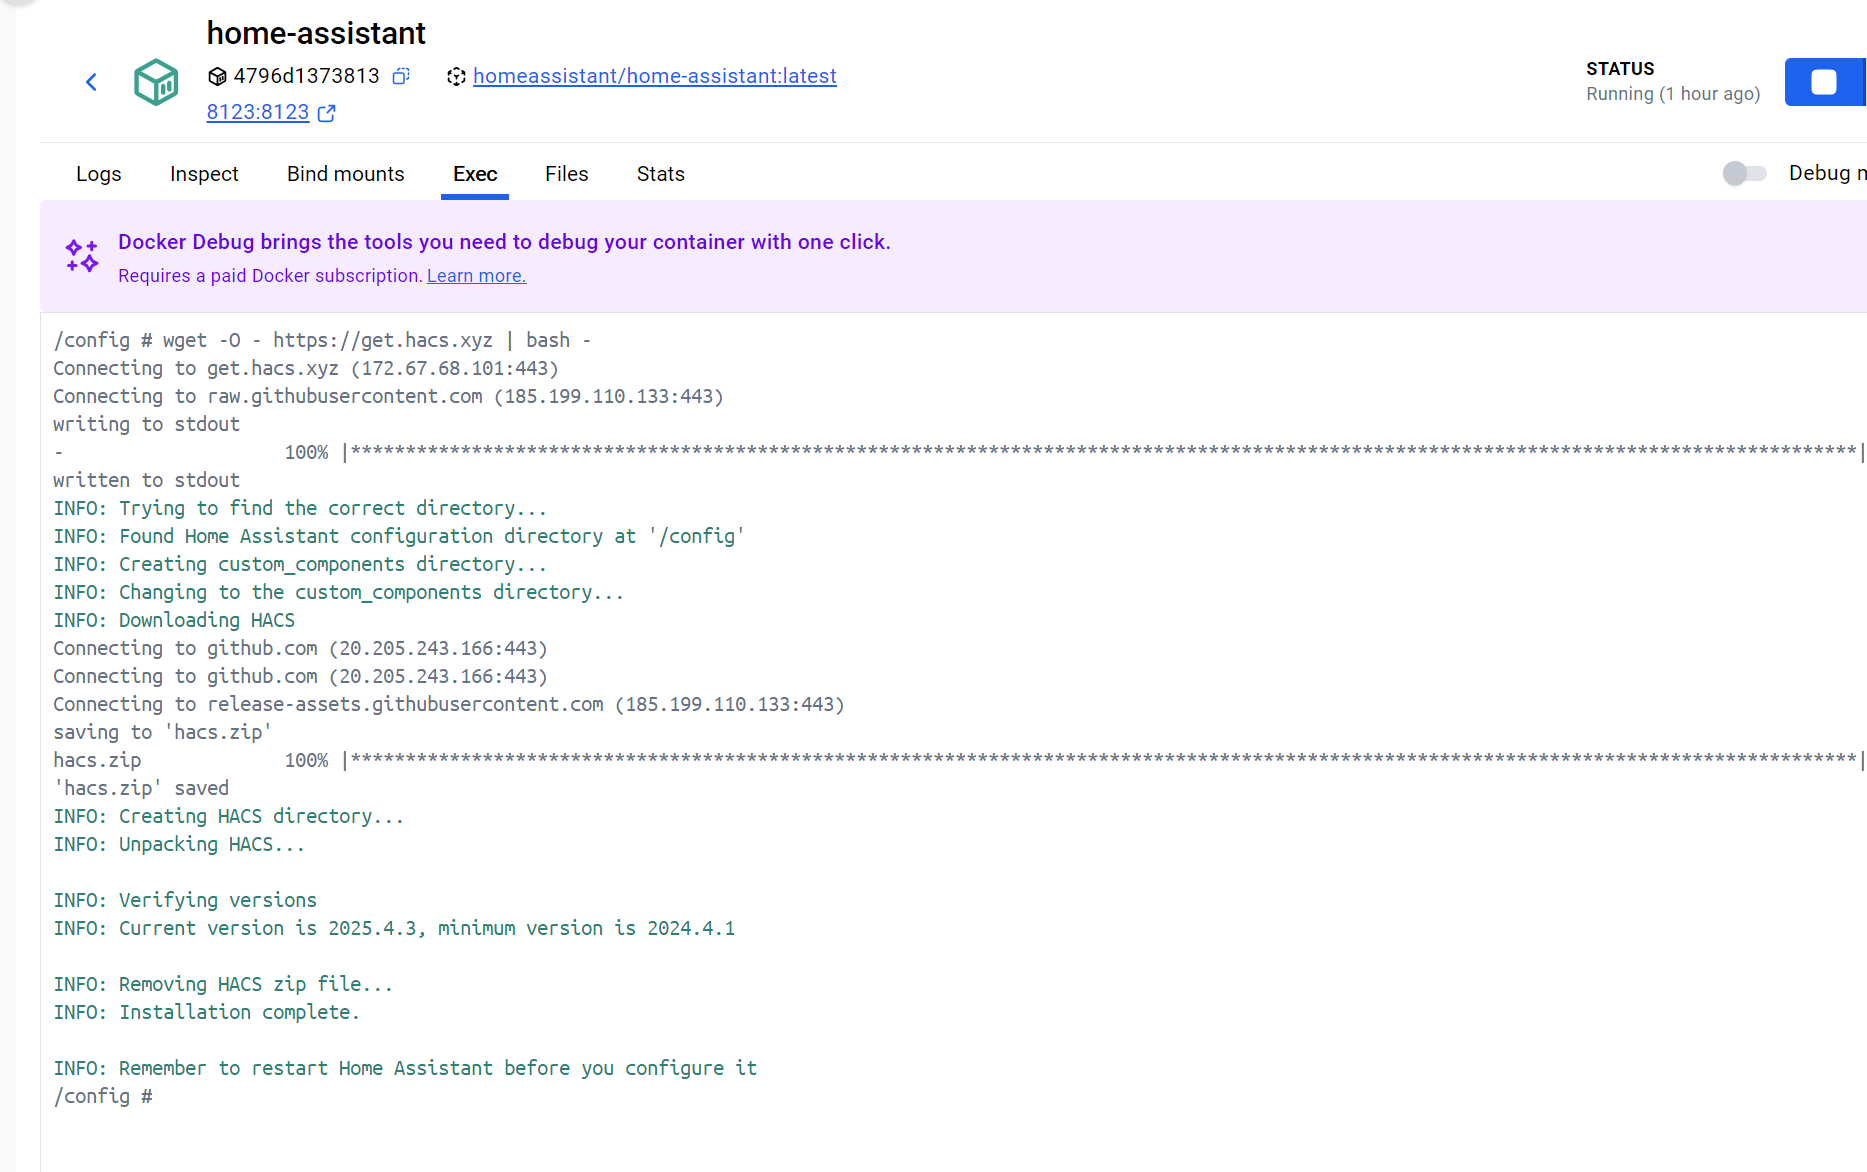 home-assistant
4796d1373813 homeassistant/home-assistant:latest
8123:8123
STATUS
Running (1 hour ago)
Logs Inspect Bind mounts Exec Files Stats Debug m
Docker Debug brings the tools you need to debug your container with one click.
Requires a paid Docker subscription. Learn more.
/config # wget -O - https://get.hacs.xyz | bash -
Connecting to get.hacs.xyz (172.67.68.101:443)
Connecting to raw.githubusercontent.com (185.199.110.133:443)
writing to stdout
- 100% |*****************************************************************************************************************************************|
written to stdout
INFO: Trying to find the correct directory...
INFO: Found Home Assistant configuration directory at '/config'
INFO: Creating custom_components directory...
INFO: Changing to the custom_components directory...
INFO: Downloading HACS
Connecting to github.com (20.205.243.166:443)
Connecting to github.com (20.205.243.166:443)
Connecting to release-assets.githubusercontent.com (185.199.110.133:443)
saving to 'hacs.zip'
hacs.zip 100% |*****************************************************************************************************************************************|
'hacs.zip' saved
INFO: Creating HACS directory...
INFO: Unpacking HACS...
INFO: Verifying versions
INFO: Current version is 2025.4.3, minimum version is 2024.4.1
INFO: Removing HACS zip file...
INFO: Installation complete.
INFO: Remember to restart Home Assistant before you configure it
/config #